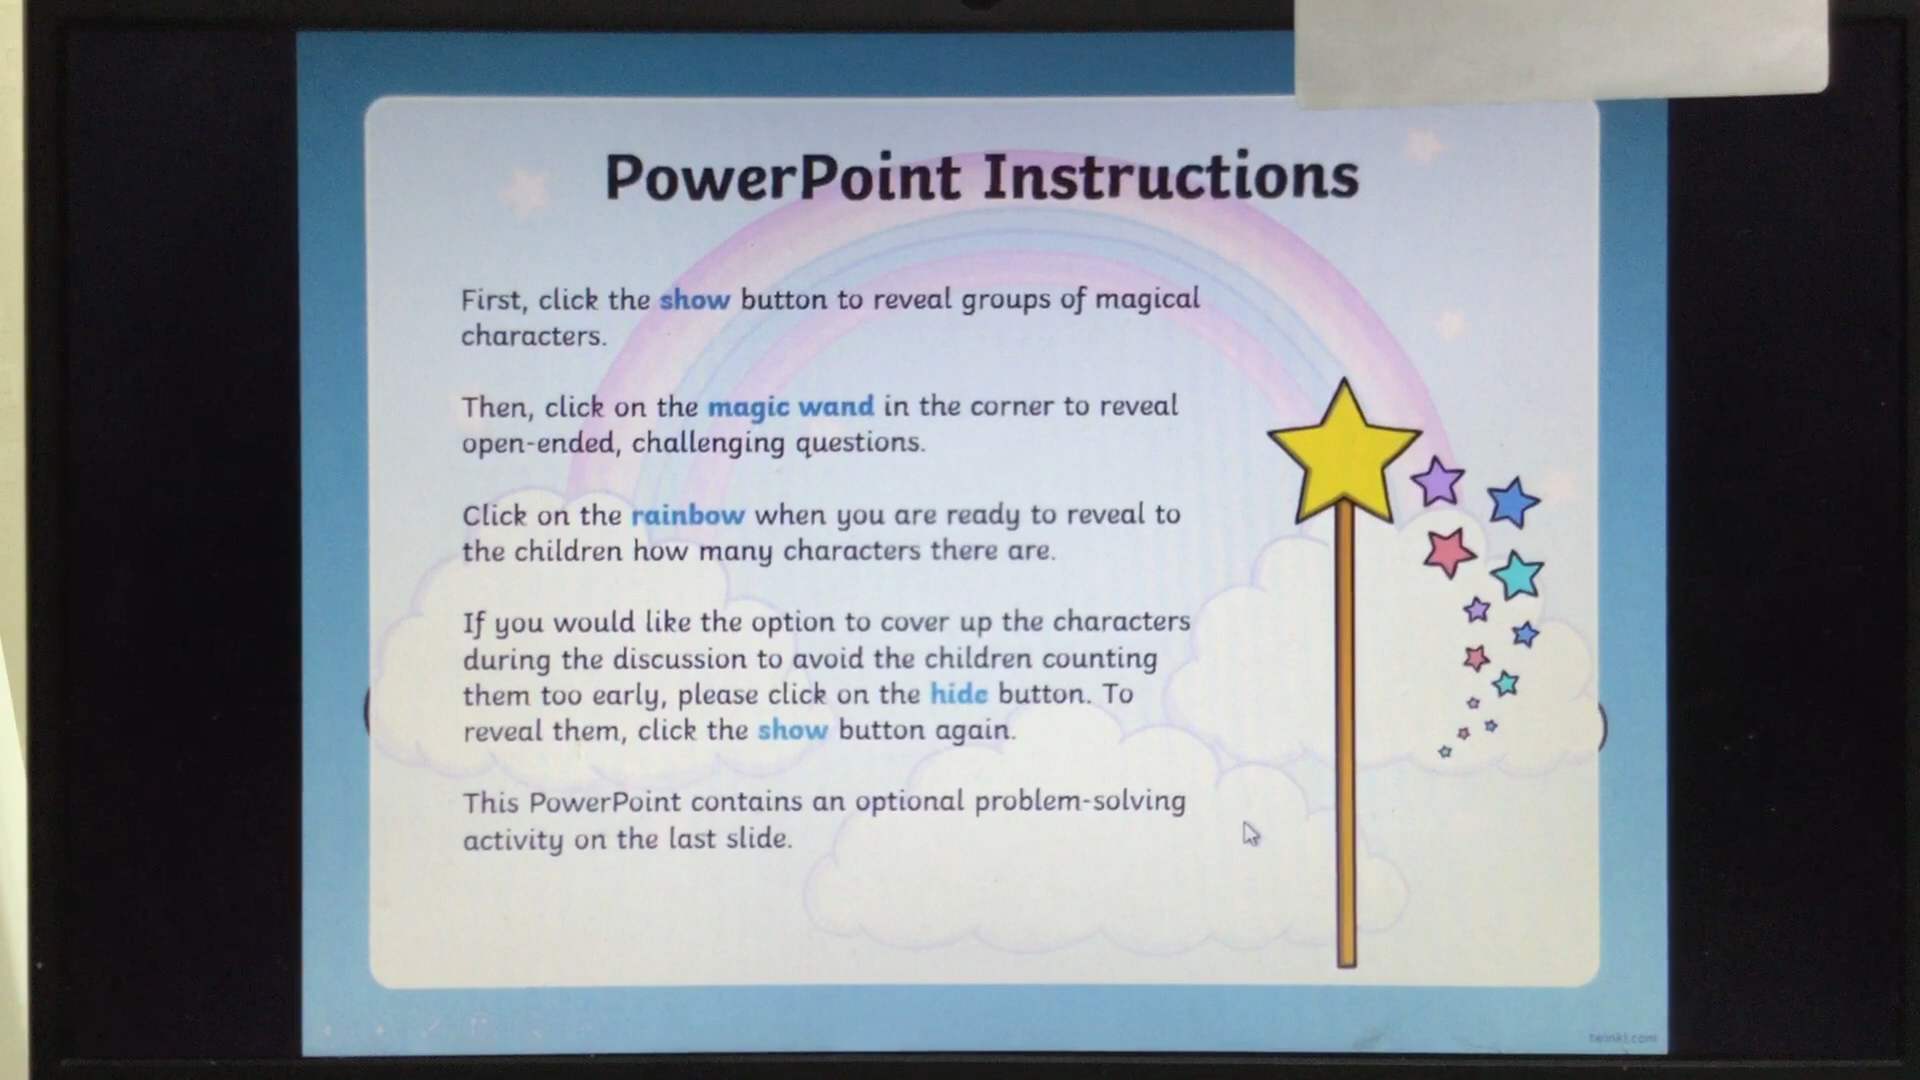 PowerPoint Instructions
First, click the show button to reveal groups of magical
characters.
Then, click on the magic wand in the corner to reveal
open-ended, challenging questions.
Click on the rainbow when you are ready to reveal to
the children how many characters there are.
If you would like the option to cover up the characters
during the discussion to avoid the children counting
them too early, please click on the hide button. To
reveal them, click the show button again.
This PowerPoint contains an optional problem-solving
activity on the last slide.
twinkl.com